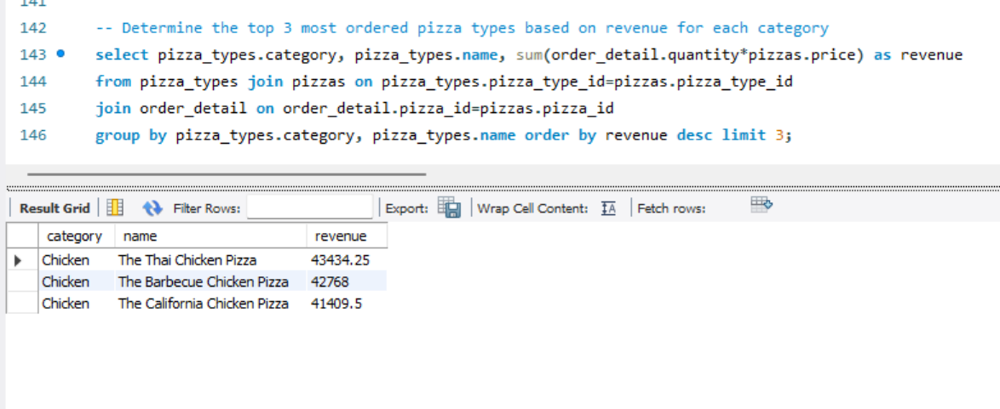 141
142 -- Determine the top 3 most ordered pizza types based on revenue for each category
143 select pizza_types.category, pizza_types.name, sum(order_detail.quantity*pizzas.price) as revenue
144 from pizza_types join pizzas on pizza_types.pizza_type_id=pizzas.pizza_type_id
145 join order_detail on order_detail.pizza_id=pizzas.pizza_id
146 group by pizza_types.category, pizza_types.name order by revenue desc limit 3;
Result Grid Filter Rows: Export: Wrap Cell Content: IA Fetch rows:
category name revenue
Chicken The Thai Chicken Pizza 43434.25
Chicken The Barbecue Chicken Pizza 42768
Chicken The California Chicken Pizza 41409.5